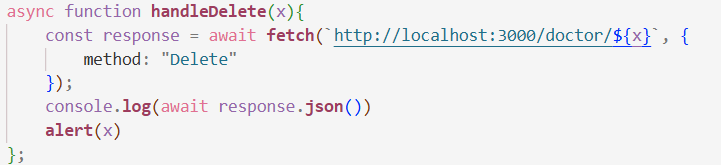 async function handleDelete(x){
    const response = await fetch(`http://localhost:3000/doctor/${x}`, {
        method: "Delete"
    });
    console.log(await response.json())
    alert(x)
};